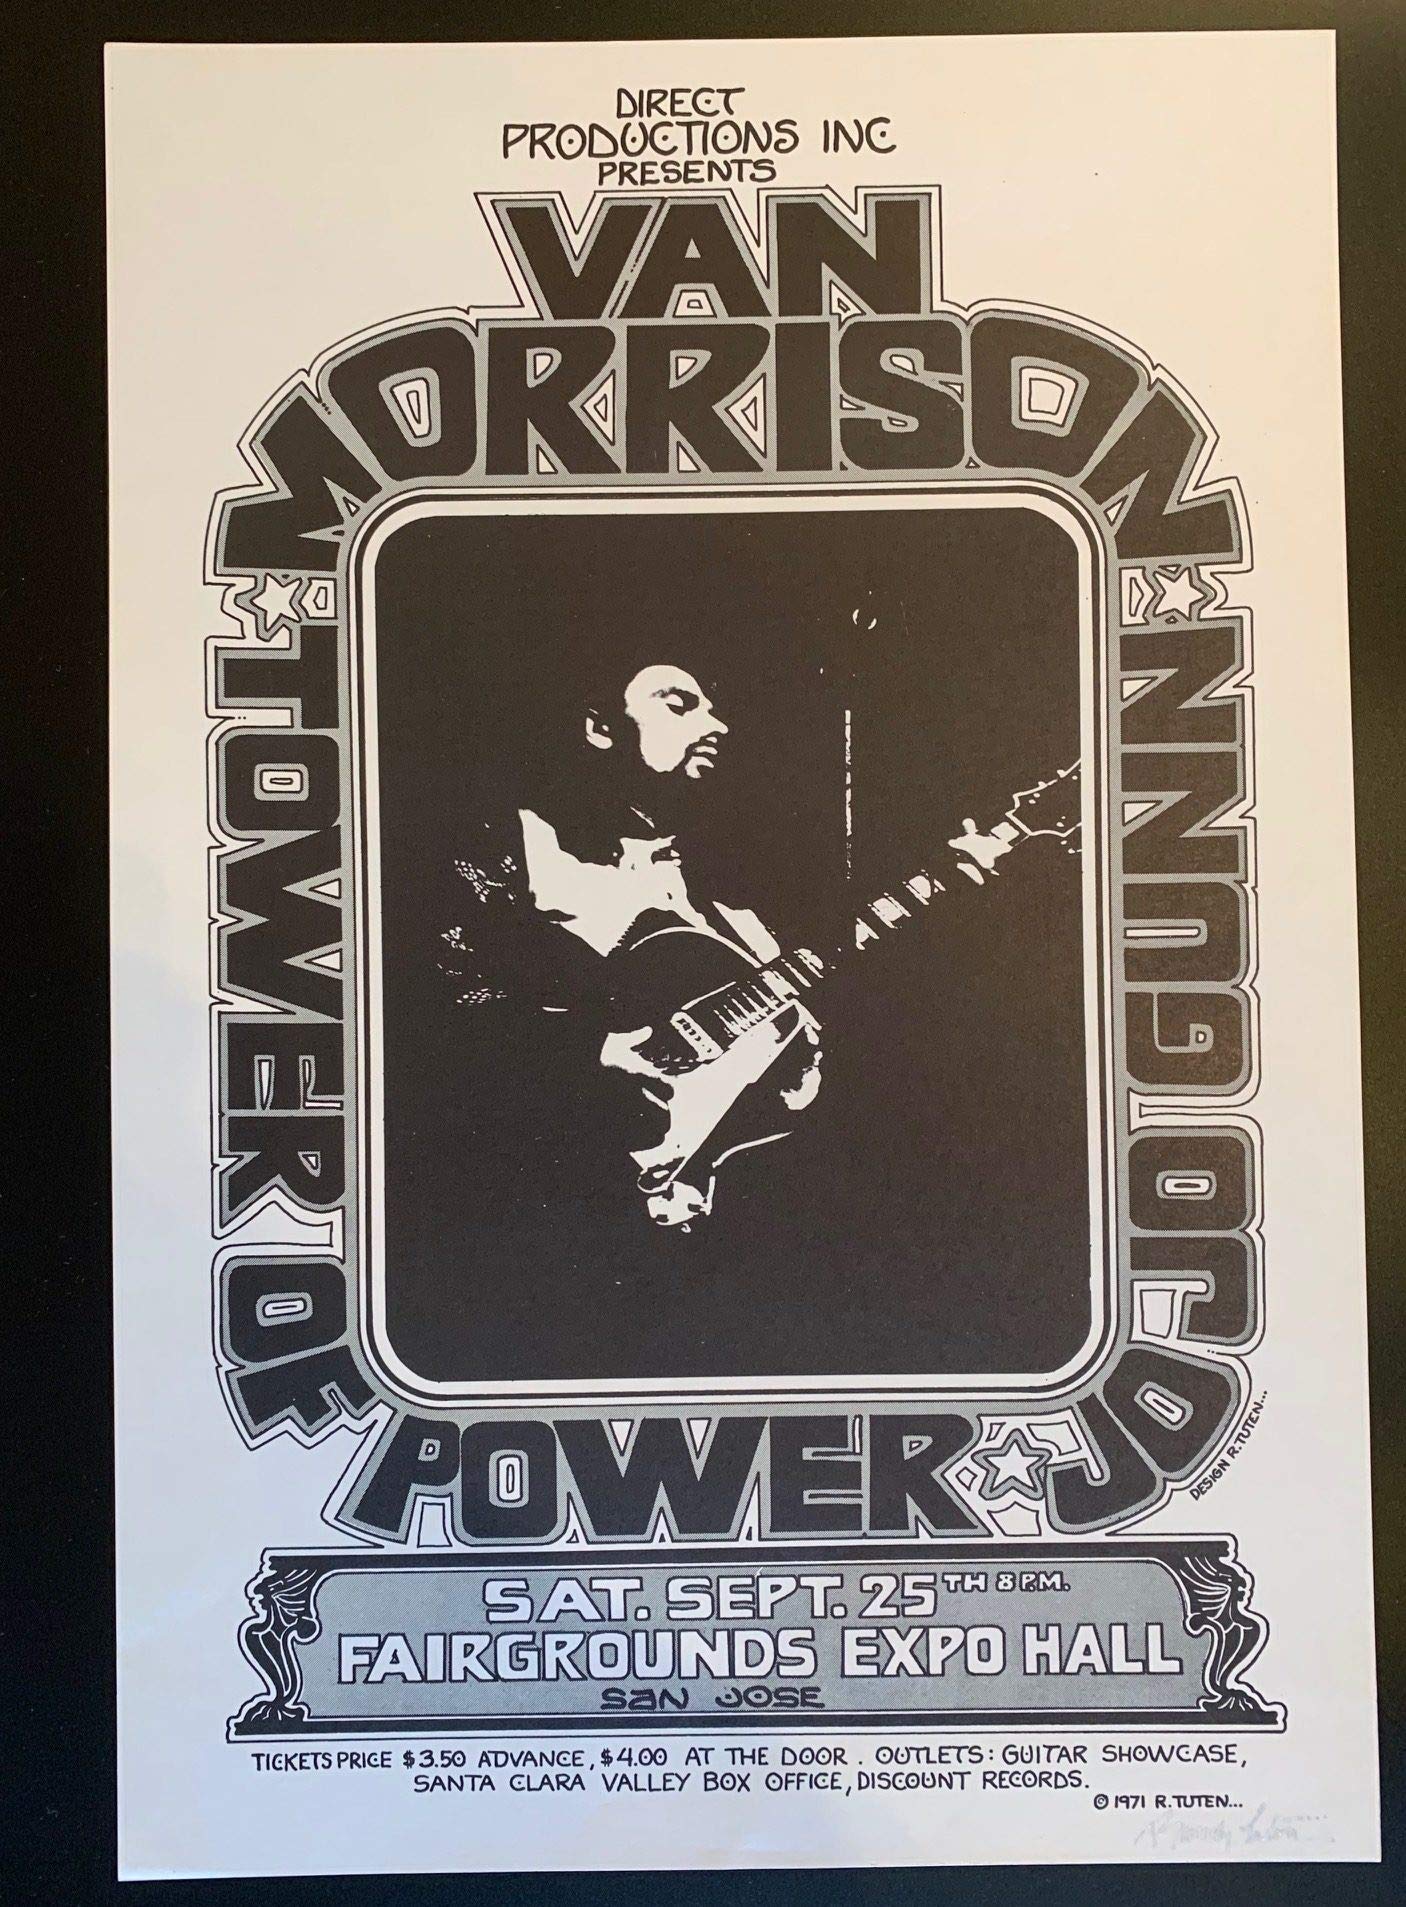 DIRECT
PRODUCTIONS INC
PRESENTS
VAN
MORRISON
TOWER OF POWER
JO JO GUNN
DESIGN R. TUTEN...
SAT. SEPT. 25TH 8 P.M.
FAIRGROUNDS EXPO HALL
SAN JOSE
TICKETS PRICE $3.50 ADVANCE, $4.00 AT THE DOOR. OUTLETS: GUITAR SHOWCASE,
SANTA CLARA VALLEY BOX OFFICE, DISCOUNT RECORDS.
© 1971 R. TUTEN...